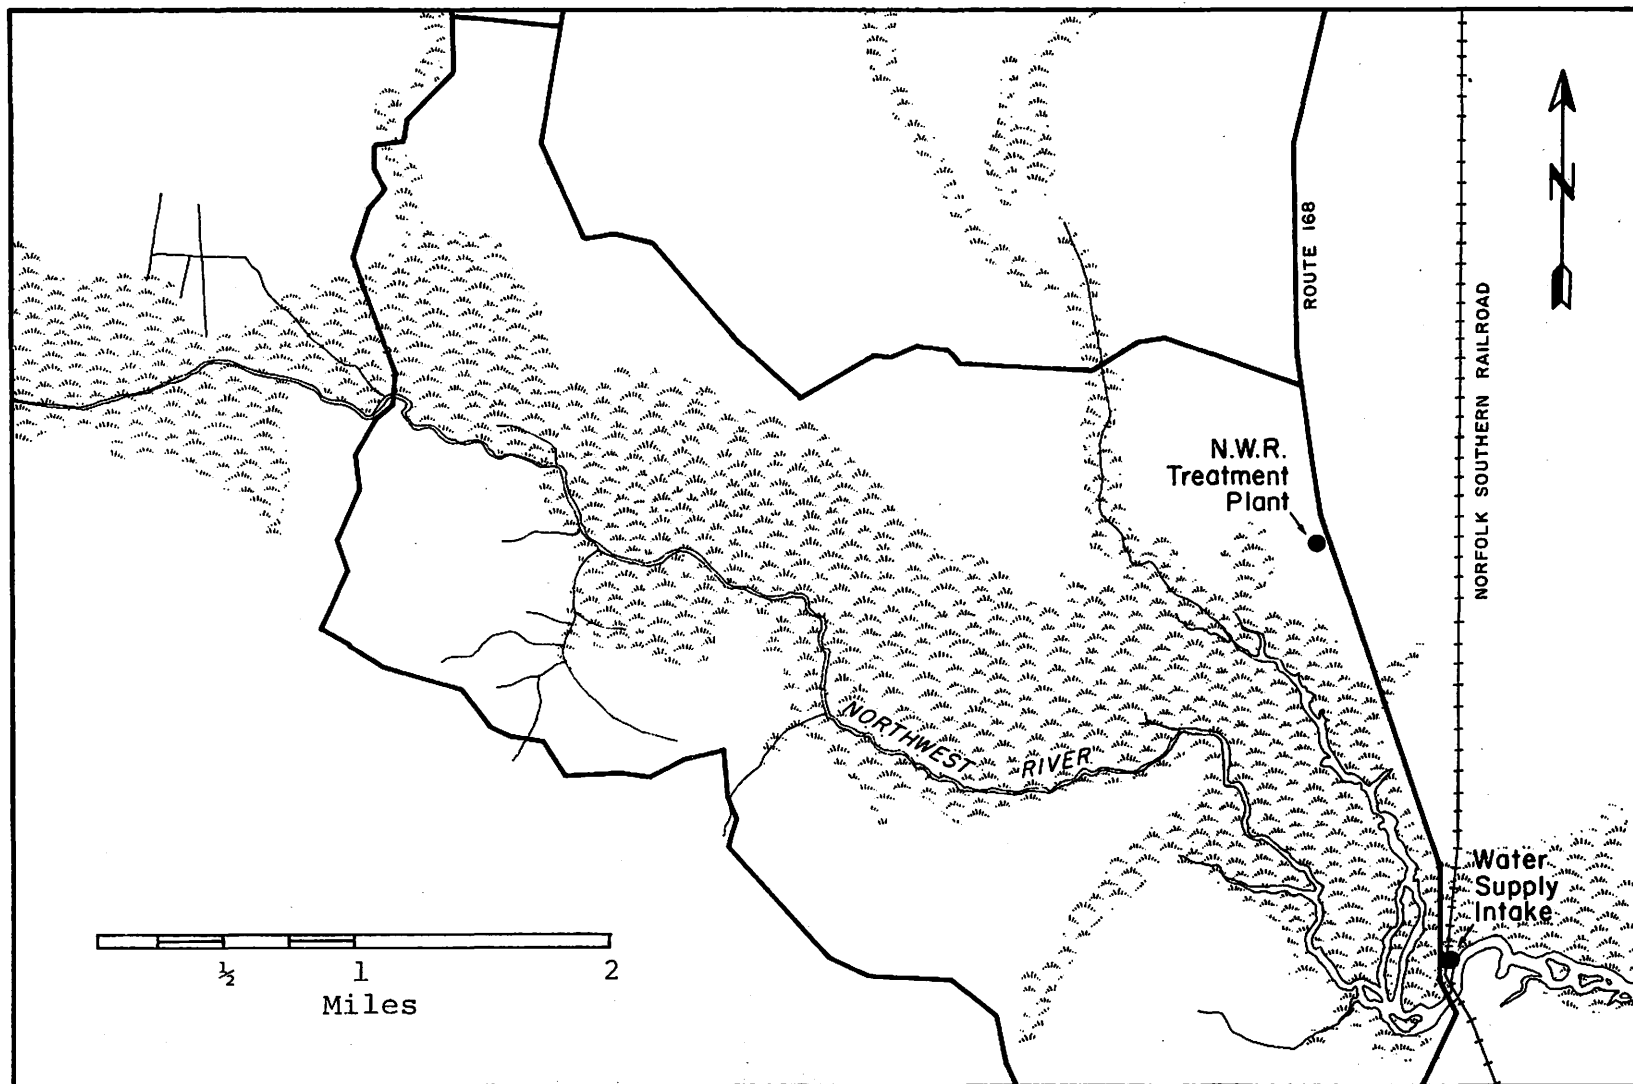 N
ROUTE 168
NORFOLK SOUTHERN RAILROAD
N.W.R.
Treatment
Plant
NORTHWEST RIVER
Water
Supply
Intake
½ 1 2
Miles